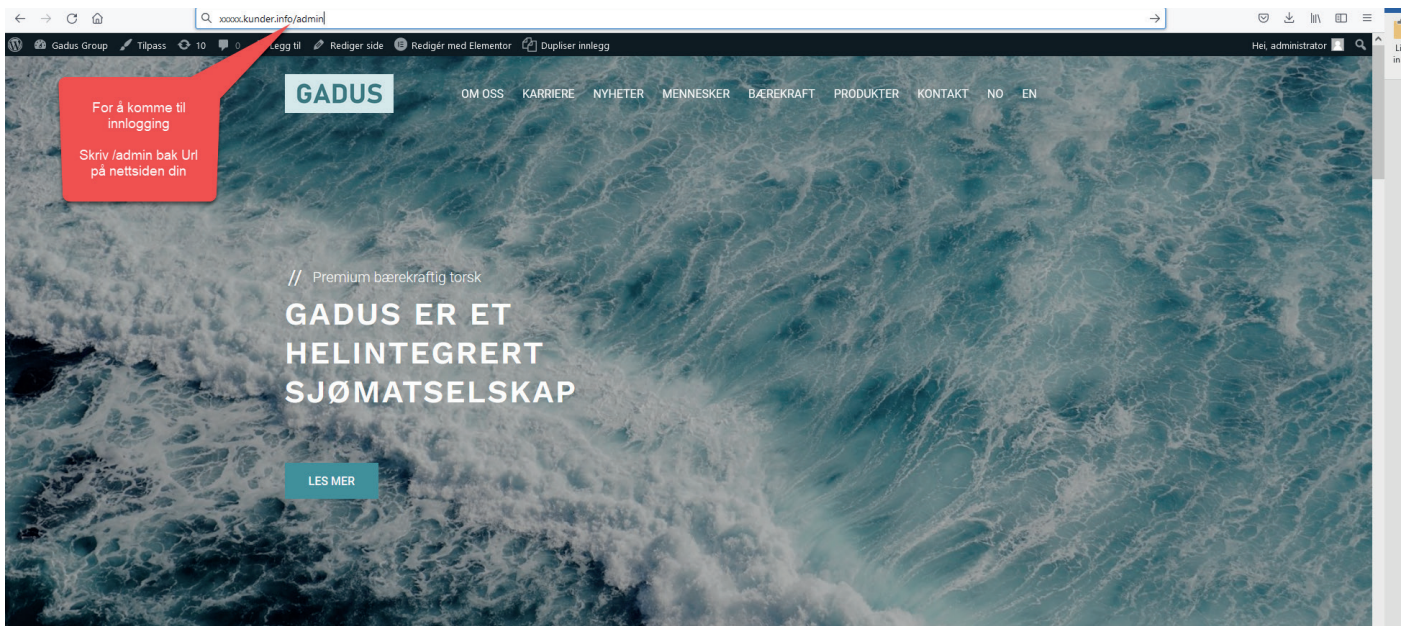 xxxxx.kunder.info/admin
Gadus Group Tilpass 10 0 Legg til Rediger side Redigér med Elementor Dupliser innlegg Hei, administrator
For å komme til
innlogging
Skriv /admin bak Url
på nettsiden din
GADUS
OM OSS KARRIERE NYHETER MENNESKER BÆREKRAFT PRODUKTER KONTAKT NO EN
// Premium bærekraftig torsk
GADUS ER ET
HELINTEGRERT
SJØMATSELSKAP
LES MER